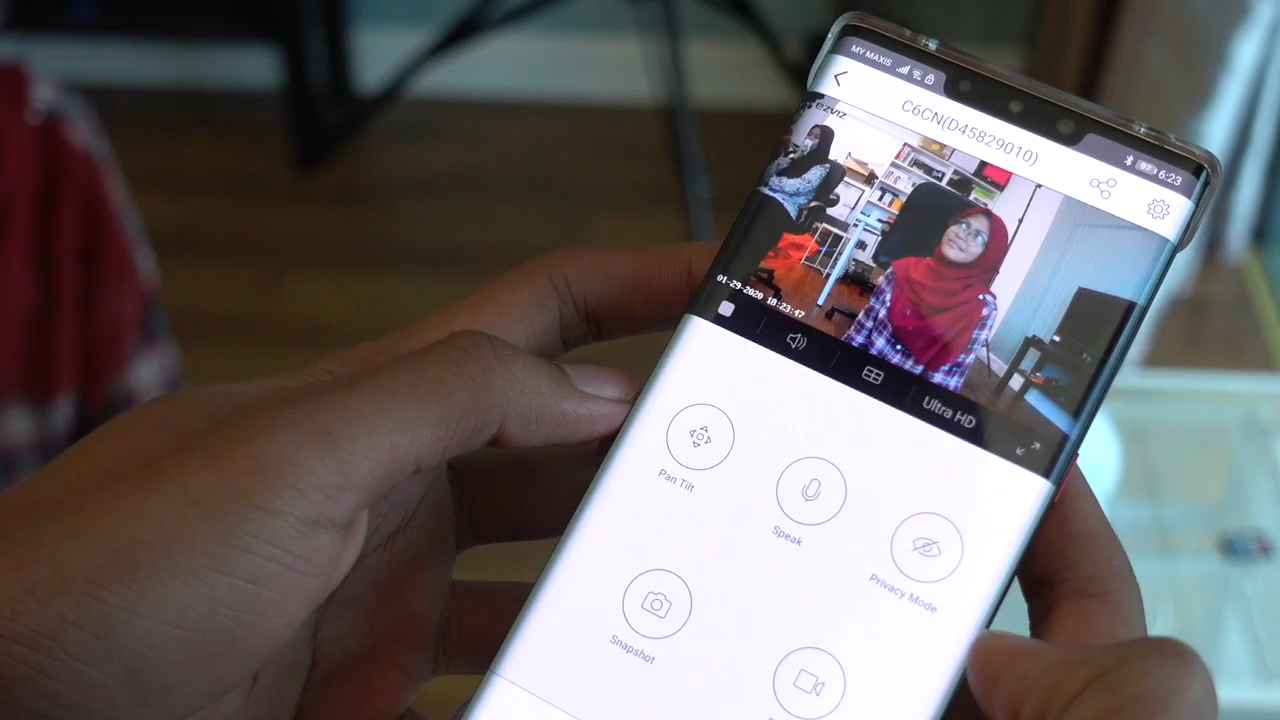 MY MAXIS
97 6:23
C6CN(D45829010)
EZVIZ
01-29-2020 18:23:47
Ultra HD
Pan Tilt
Speak
Privacy Mode
Snapshot